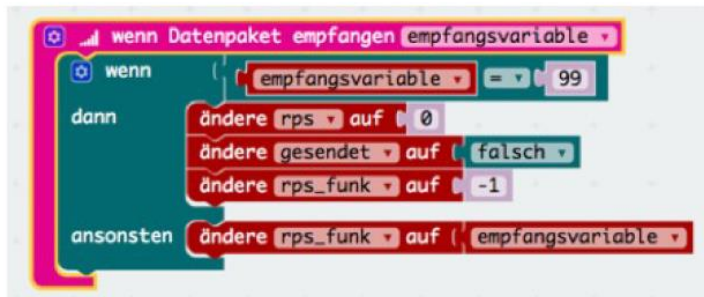 wenn Datenpaket empfangen empfangsvariable
wenn empfangsvariable = 99
dann ändere rps auf 0
ändere gesendet auf falsch
ändere rps_funk auf -1
ansonsten ändere rps_funk auf empfangsvariable